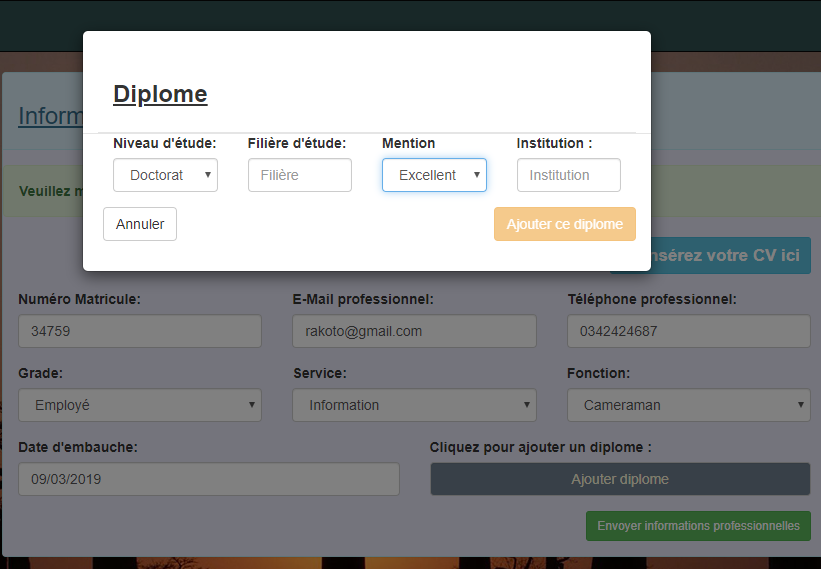 Diplome
Inform
Niveau d'étude: Filière d'étude: Mention Institution :
Doctorat Filière Excellent Institution
Veuillez
Annuler Ajouter ce diplome
nsérez votre CV ici
Numéro Matricule: E-Mail professionnel: Téléphone professionnel:
34759 rakoto@gmail.com 0342424687
Grade: Service: Fonction:
Employé Information Cameraman
Date d'embauche: Cliquez pour ajouter un diplome :
09/03/2019 Ajouter diplome
Envoyer informations professionnelles